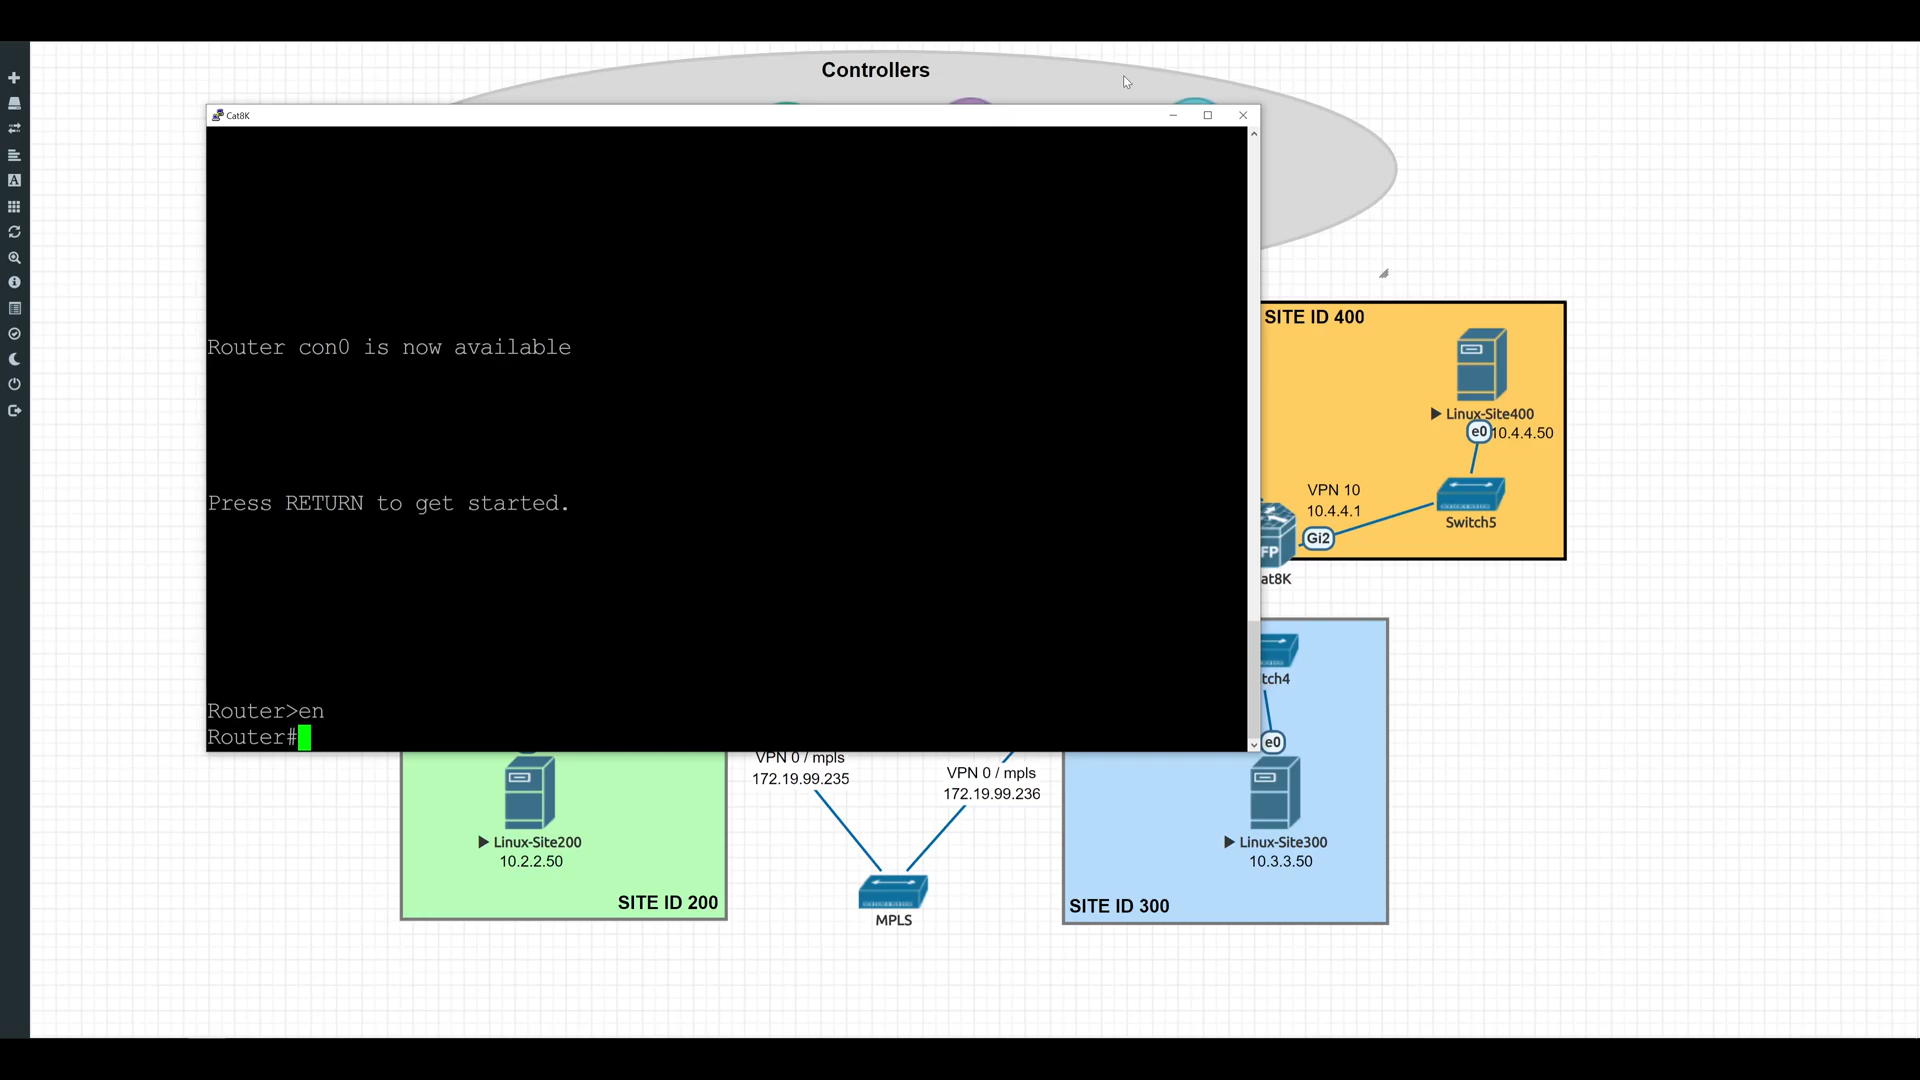 Controllers
Cat8K
Router con0 is now available
Press RETURN to get started.
Router>en
Router#
SITE ID 400
Linux-Site400
e0
10.4.4.50
VPN 10
10.4.4.1
Gi2
Switch5
FP
at8K
tch4
e0
VPN 0 / mpls
172.19.99.235
VPN 0 / mpls
172.19.99.236
Linux-Site200
10.2.2.50
SITE ID 200
MPLS
Linux-Site300
10.3.3.50
SITE ID 300